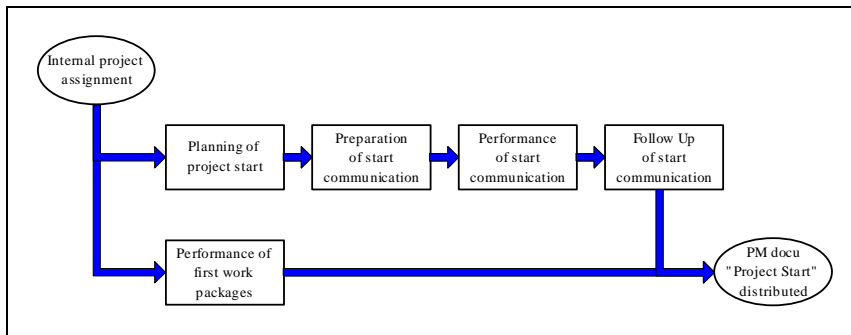 Internal project
assignment
Planning of
project start
Preparation
of start
communication
Performance
of start
communication
Follow Up
of start
communication
Performance of
first work
packages
PM docu
"Project Start"
distributed